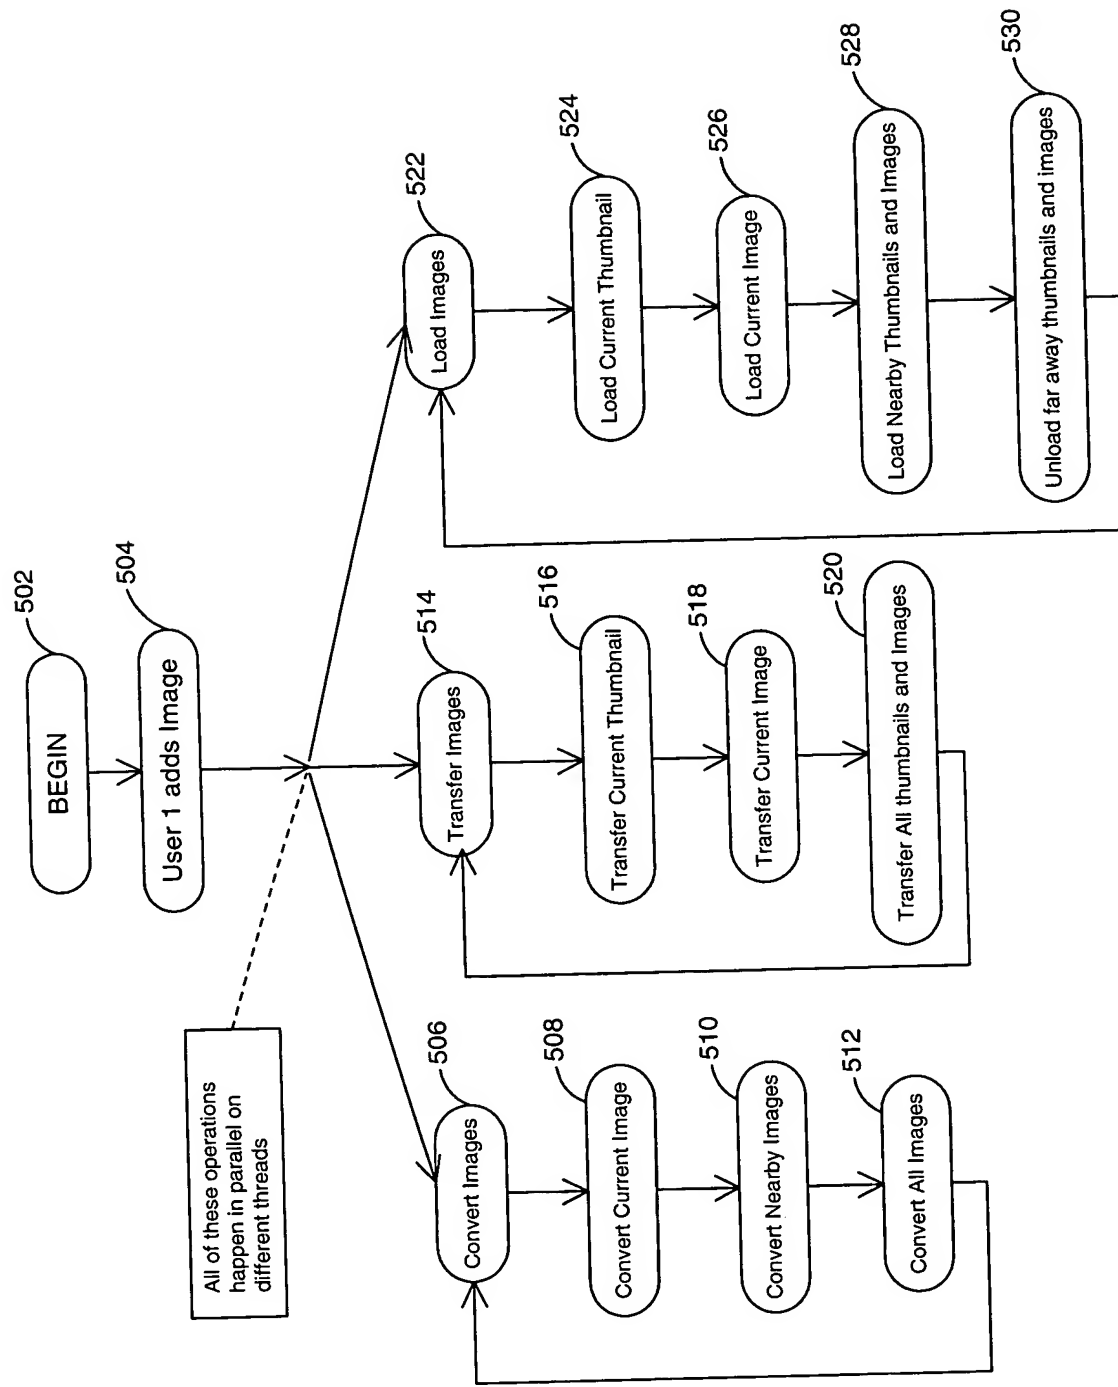 BEGIN
502
User 1 adds Image
504
All of these operations
happen in parallel on
different threads
Convert Images
506
Convert Current Image
508
Convert Nearby Images
510
Convert All Images
512
Transfer Images
514
Transfer Current Thumbnail
516
Transfer Current Image
518
Transfer All thumbnails and Images
520
Load Images
522
Load Current Thumbnail
524
Load Current Image
526
Load Nearby Thumbnails and Images
528
Unload far away thumbnails and images
530